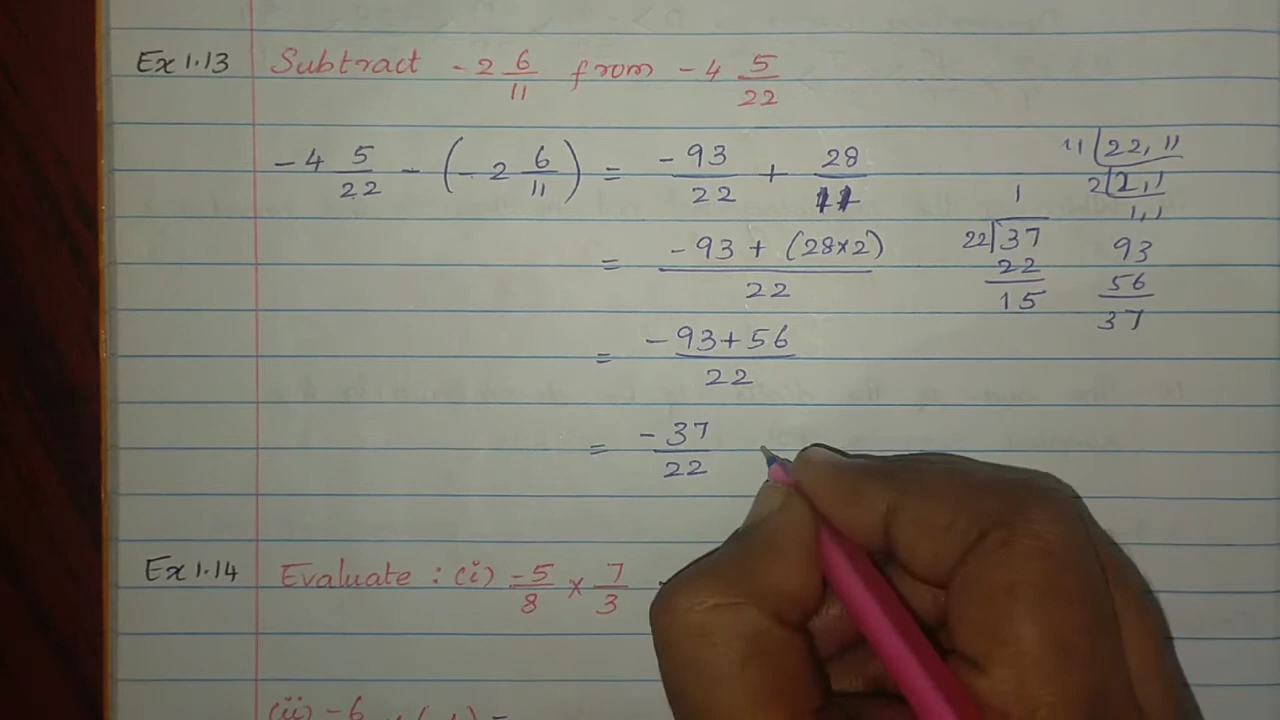 Ex 1.13 Subtract -2 6/11 from -4 5/22
-4 5/22 - (-2 6/11) = -93/22 + 28/11
= -93 + (28×2)/22
= -93+56/22
= -37/22
11 22, 11
2 2, 1
1, 1
1
22 37
22
15
93
56
37
Ex 1.14 Evaluate : (i) -5/8 × 7/3
(ii) -6